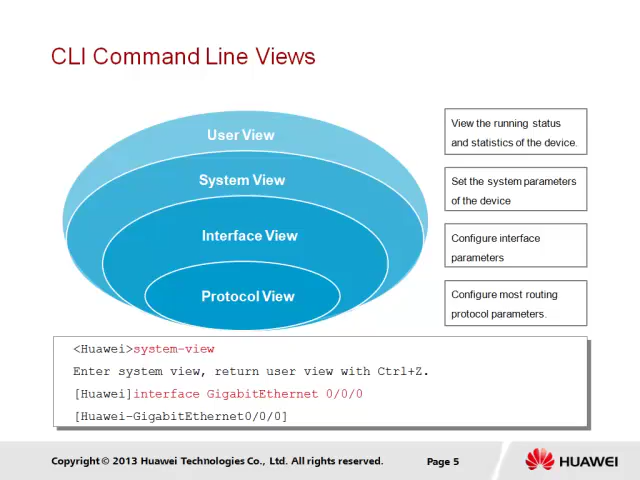 CLI Command Line Views
User View
System View
Interface View
Protocol View
View the running status
and statistics of the device.
Set the system parameters
of the device
Configure interface
parameters
Configure most routing
protocol parameters.
<Huawei>system-view
Enter system view, return user view with Ctrl+Z.
[Huawei]interface GigabitEthernet 0/0/0
[Huawei-GigabitEthernet0/0/0]
Copyright © 2013 Huawei Technologies Co., Ltd. All rights reserved.
Page 5
HUAWEI